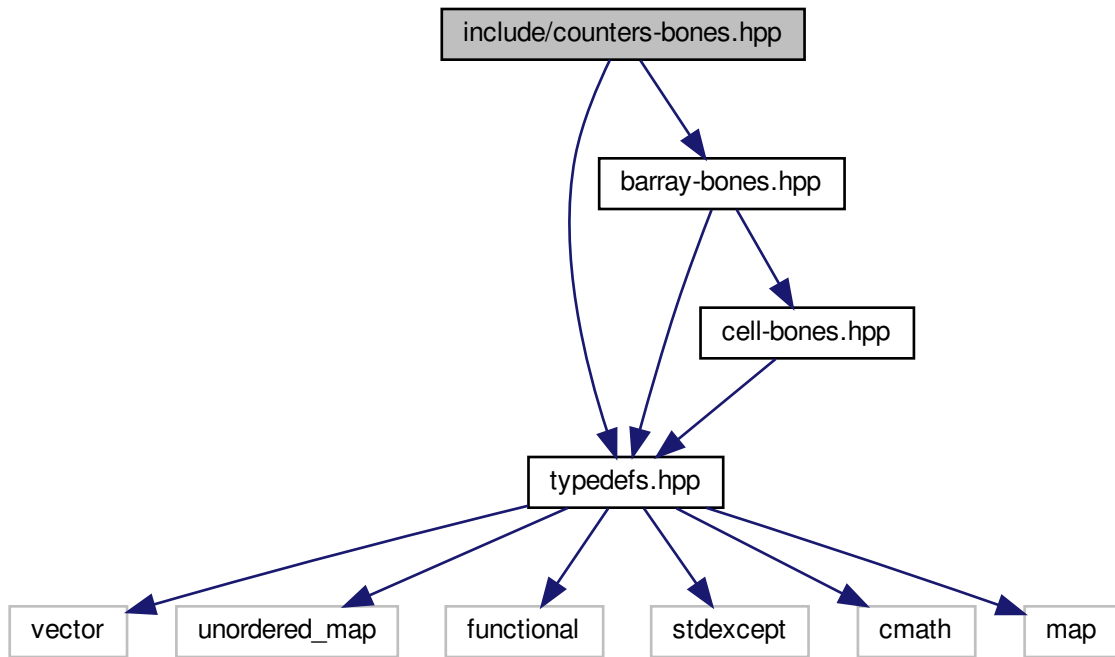 include/counters-bones.hpp
barray-bones.hpp
cell-bones.hpp
typedefs.hpp
vector
unordered_map
functional
stdexcept
cmath
map